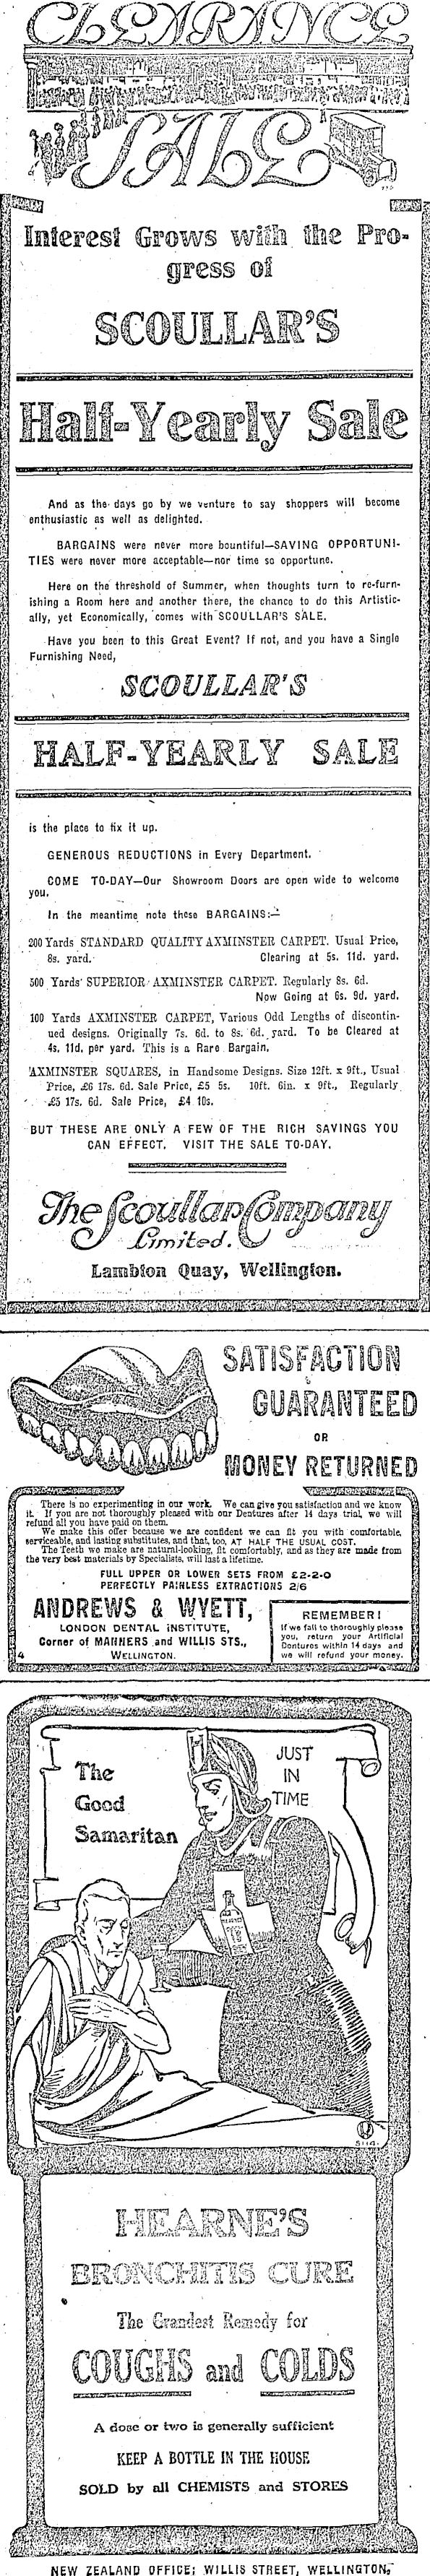 CLEARANCE
SALE
Interest Grows with the Pro-
gress of
SCOULLAR'S
Half-Yearly Sale
And as the days go by we venture to say shoppers will become
enthusiastic as well as delighted.
BARGAINS were never more bountiful—SAVING OPPORTUNI-
TIES were never more acceptable—nor time so opportune.
Here on the threshold of Summer, when thoughts turn to re-furn-
ishing a Room here and another there, the chance to do this Artistic-
ally, yet Economically, comes with SCOULLAR'S SALE.
Have you been to this Great Event? If not, and you have a Single
Furnishing Need,
SCOULLAR'S
HALF-YEARLY SALE
is the place to fix it up.
GENEROUS REDUCTIONS in Every Department.
COME TO-DAY—Our Showroom Doors are open wide to welcome
you.
In the meantime note these BARGAINS:—
200 Yards STANDARD QUALITY AXMINSTER CARPET. Usual Price,
8s. yard. Clearing at 5s. 11d. yard.
500 Yards SUPERIOR AXMINSTER CARPET. Regularly 8s. 6d.
Now Going at 6s. 9d. yard.
100 Yards AXMINSTER CARPET, Various Odd Lengths of discontin-
ued designs. Originally 7s. 6d. to 8s. 6d. yard. To be Cleared at
4s. 11d. per yard. This is a Rare Bargain.
AXMINSTER SQUARES, in Handsome Designs. Size 12ft. x 9ft., Usual
Price, £6 17s. 6d. Sale Price, £5 5s. 10ft. 6in. x 9ft., Regularly
£5 17s. 6d. Sale Price, £4 10s.
BUT THESE ARE ONLY A FEW OF THE RICH SAVINGS YOU
CAN EFFECT. VISIT THE SALE TO-DAY.
The Scoullar Company
Limited.
Lambton Quay, Wellington.
SATISFACTION
GUARANTEED
OR
MONEY RETURNED
There is no experimenting in our work. We can give you satisfaction and we know
it. If you are not thoroughly pleased with our Dentures after 14 days trial, we will
refund all you have paid on them.
We make this offer because we are confident we can fit you with comfortable,
serviceable, and lasting substitutes, and that, too, AT HALF THE USUAL COST.
The Teeth we make are natural-looking, fit comfortably, and as they are made from
the very best materials by Specialists, will last a lifetime.
FULL UPPER OR LOWER SETS FROM £2-2-0
PERFECTLY PAINLESS EXTRACTIONS 2/6
ANDREWS & WYETT,
LONDON DENTAL INSTITUTE,
Corner of MANNERS and WILLIS STS.,
WELLINGTON.
4
REMEMBER!
If we fail to thoroughly please
you, return your Artificial
Dentures within 14 days and
we will refund your money.
The
Good
Samaritan
JUST
IN
TIME
HEARNE'S
BRONCHITIS CURE
The Grandest Remedy for
COUGHS and COLDS
A dose or two is generally sufficient
KEEP A BOTTLE IN THE HOUSE
SOLD by all CHEMISTS and STORES
NEW ZEALAND OFFICE: WILLIS STREET, WELLINGTON.